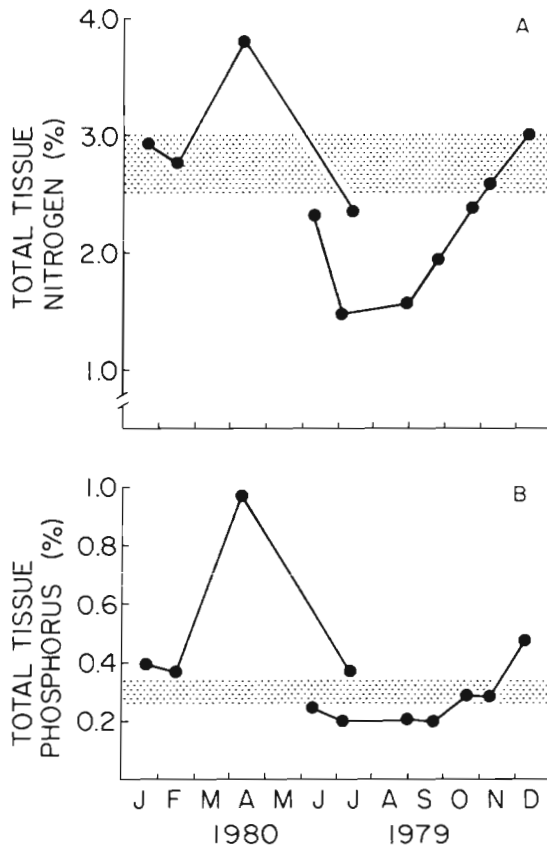 A
TOTAL TISSUE
NITROGEN (%)
4.0
3.0
2.0
1.0
B
TOTAL TISSUE
PHOSPHORUS (%)
1.0
0.8
0.6
0.4
0.2
J F M A M J J A S O N D
1980 1979